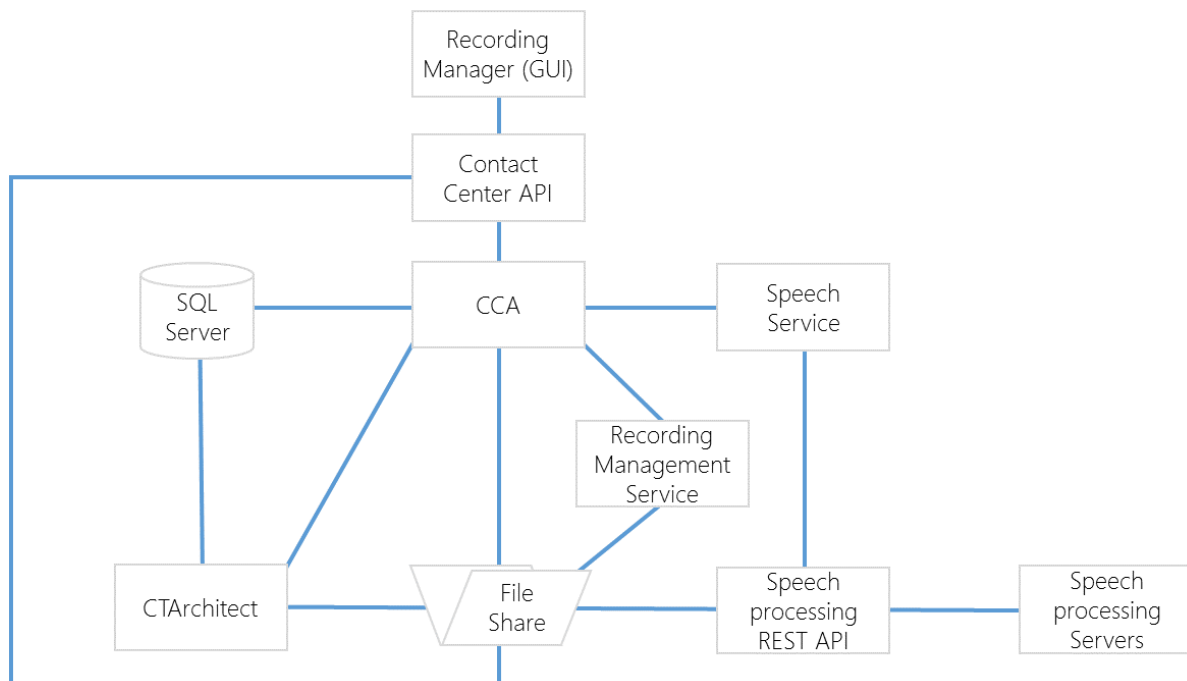 Recording
Manager (GUI)
Contact
Center API
SQL
Server
CCA
Speech
Service
Recording
Management
Service
CTArchitect
File
Share
Speech
processing
REST API
Speech
processing
Servers